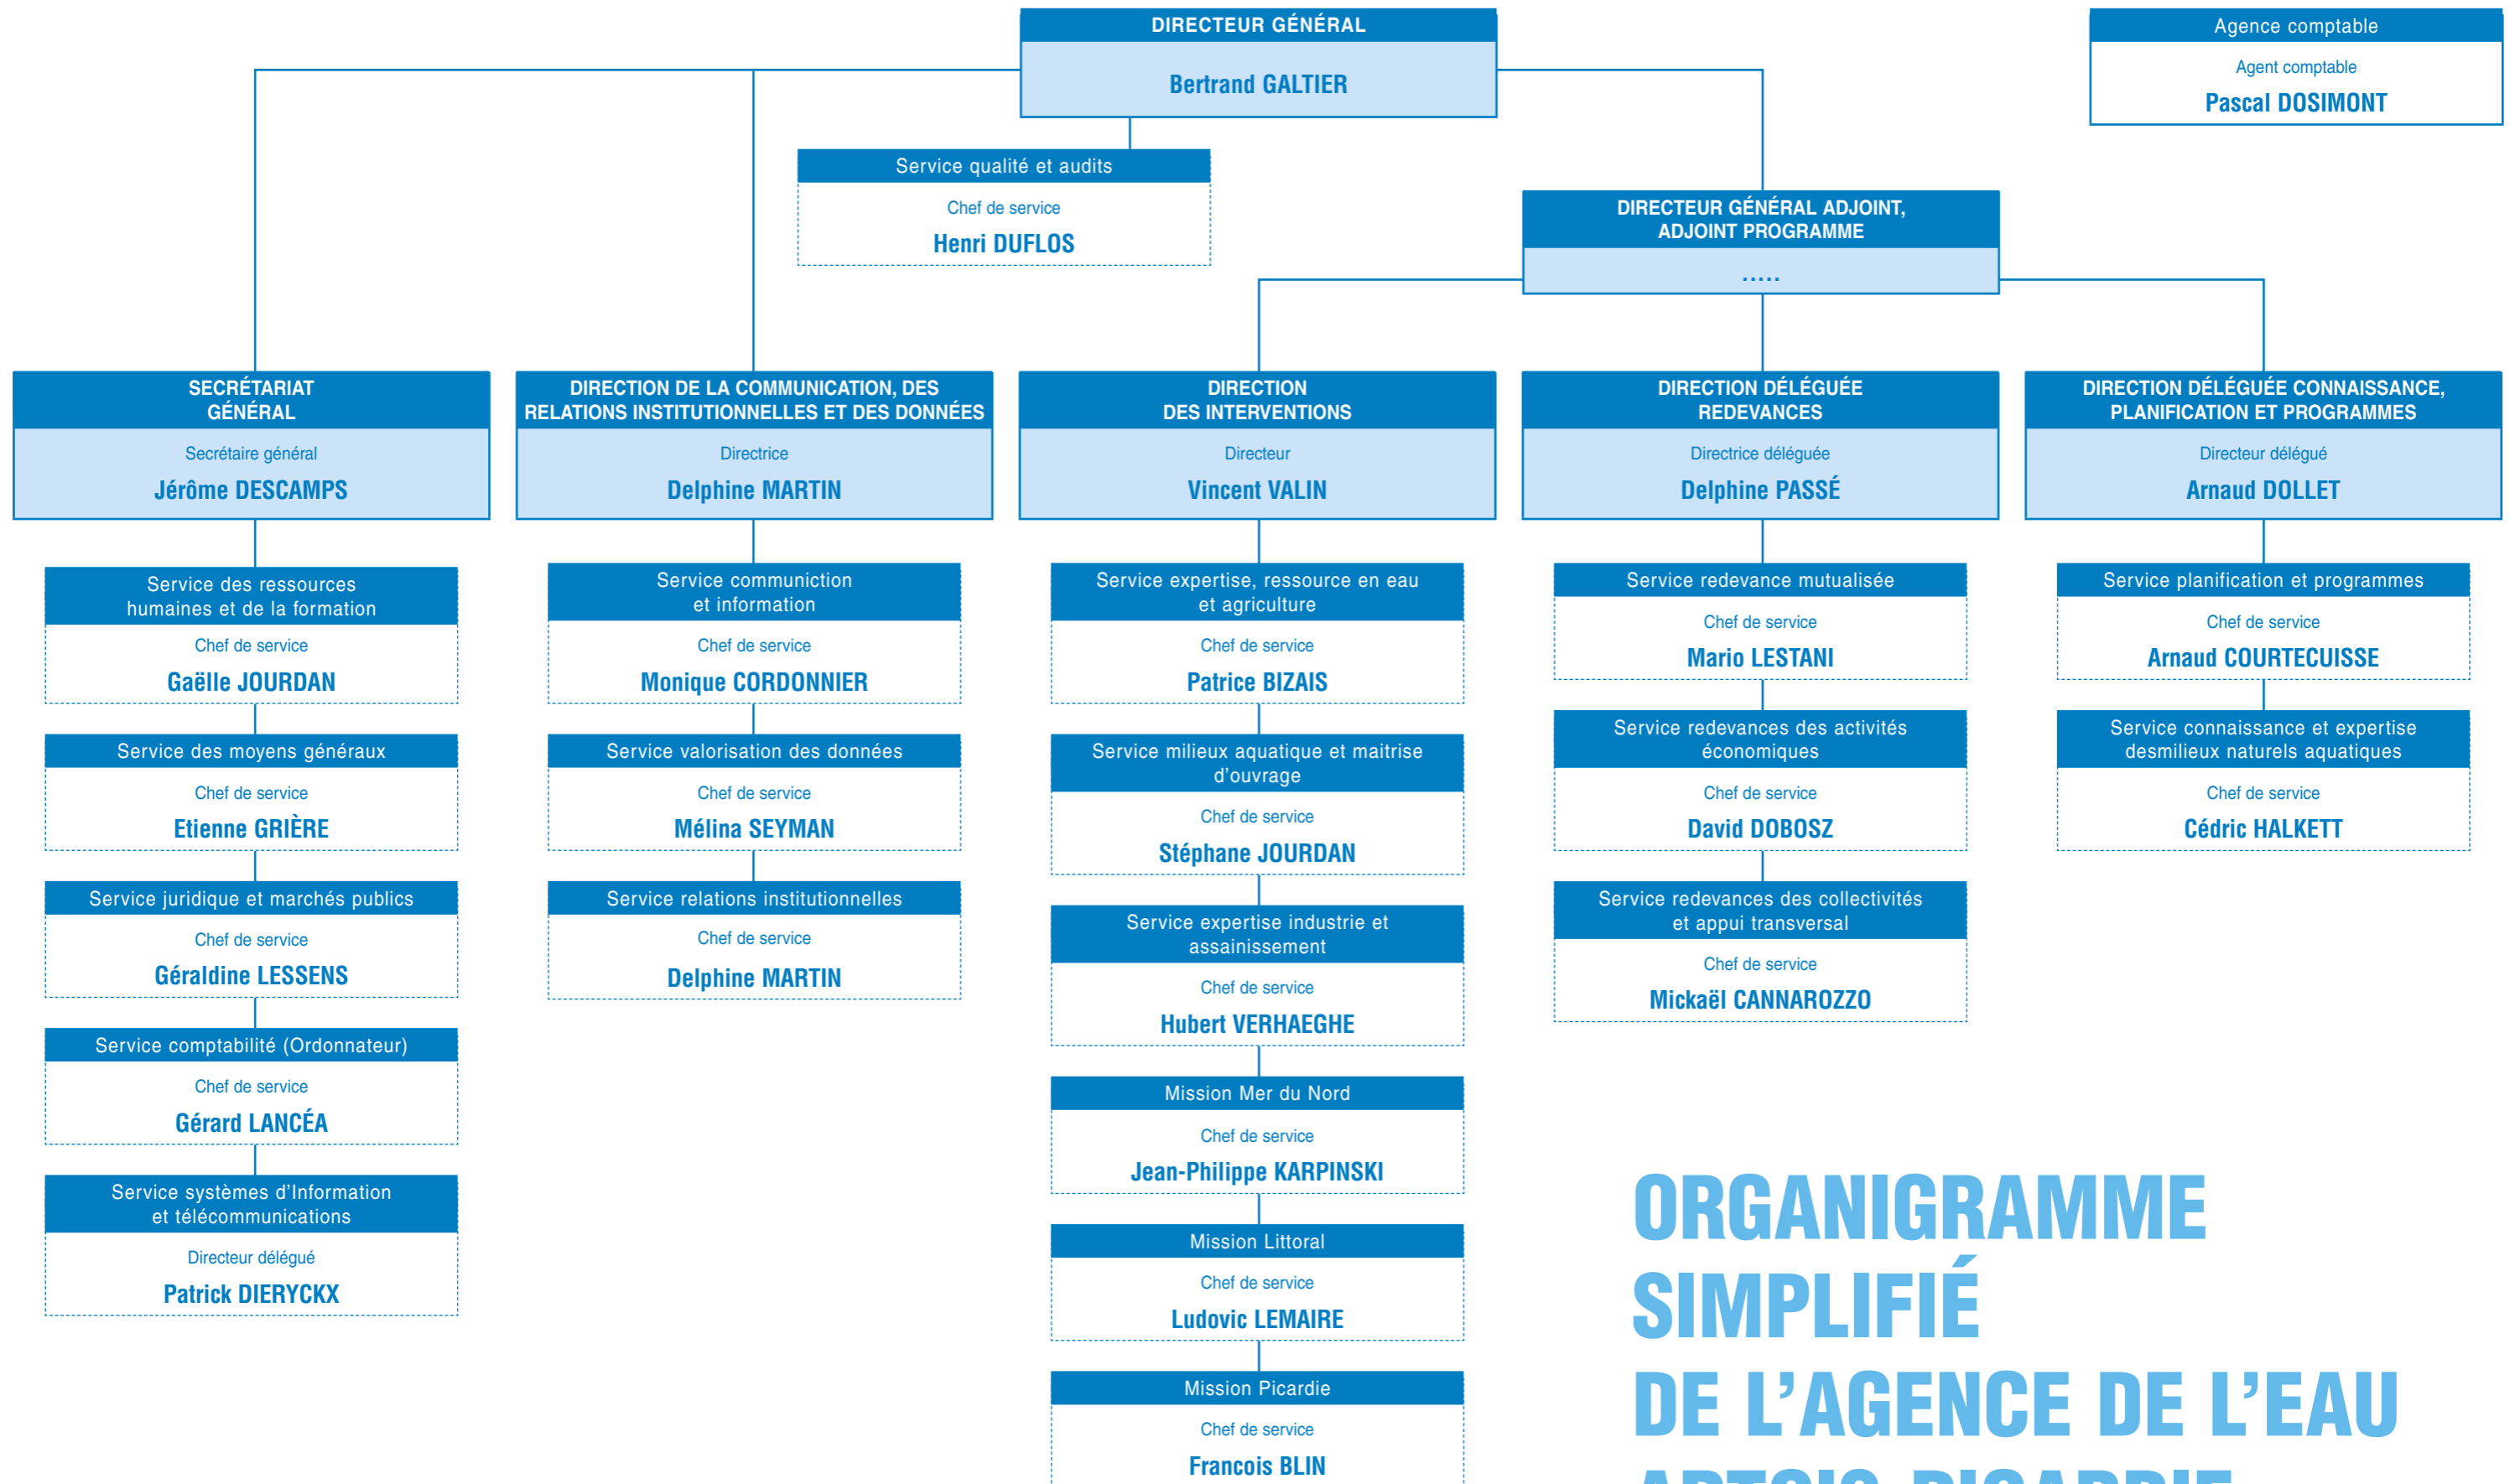 DIRECTEUR GÉNÉRAL
Bertrand GALTIER
Agence comptable
Agent comptable
Pascal DOSIMONT
Service qualité et audits
Chef de service
Henri DUFLOS
DIRECTEUR GÉNÉRAL ADJOINT,
ADJOINT PROGRAMME
.....
SECRÉTARIAT
GÉNÉRAL
Secrétaire général
Jérôme DESCAMPS
Service des ressources
humaines et de la formation
Chef de service
Gaëlle JOURDAN
Service des moyens généraux
Chef de service
Etienne GRIÈRE
Service juridique et marchés publics
Chef de service
Géraldine LESSENS
Service comptabilité (Ordonnateur)
Chef de service
Gérard LANCÉA
Service systèmes d'Information
et télécommunications
Directeur délégué
Patrick DIERYCKX
DIRECTION DE LA COMMUNICATION, DES
RELATIONS INSTITUTIONNELLES ET DES DONNÉES
Directrice
Delphine MARTIN
Service communiction
et information
Chef de service
Monique CORDONNIER
Service valorisation des données
Chef de service
Mélina SEYMAN
Service relations institutionnelles
Chef de service
Delphine MARTIN
DIRECTION
DES INTERVENTIONS
Directeur
Vincent VALIN
Service expertise, ressource en eau
et agriculture
Chef de service
Patrice BIZAIS
Service milieux aquatique et maitrise
d'ouvrage
Chef de service
Stéphane JOURDAN
Service expertise industrie et
assainissement
Chef de service
Hubert VERHAEGHE
Mission Mer du Nord
Chef de service
Jean-Philippe KARPINSKI
Mission Littoral
Chef de service
Ludovic LEMAIRE
Mission Picardie
Chef de service
Francois BLIN
DIRECTION DÉLÉGUÉE
REDEVANCES
Directrice déléguée
Delphine PASSÉ
Service redevance mutualisée
Chef de service
Mario LESTANI
Service redevances des activités
économiques
Chef de service
David DOBOSZ
Service redevances des collectivités
et appui transversal
Chef de service
Mickaël CANNAROZZO
DIRECTION DÉLÉGUÉE CONNAISSANCE,
PLANIFICATION ET PROGRAMMES
Directeur délégué
Arnaud DOLLET
Service planification et programmes
Chef de service
Arnaud COURTECUISSE
Service connaissance et expertise
desmilieux naturels aquatiques
Chef de service
Cédric HALKETT
ORGANIGRAMME
SIMPLIFIÉ
DE L'AGENCE DE L'EAU
ARTOIS-PICARDIE